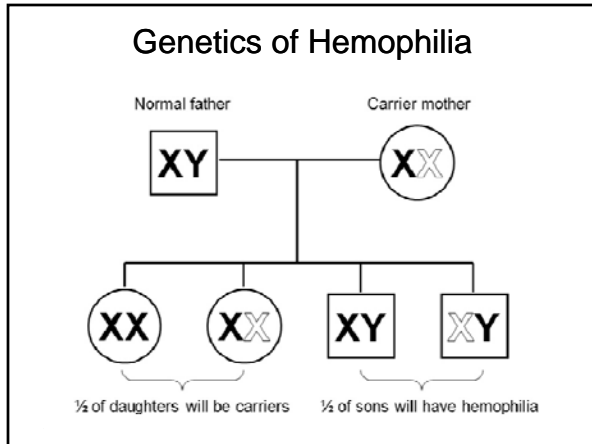 Genetics of Hemophilia
Normal father
Carrier mother
XY
XX
XX
XX
XY
XY
½ of daughters will be carriers
½ of sons will have hemophilia